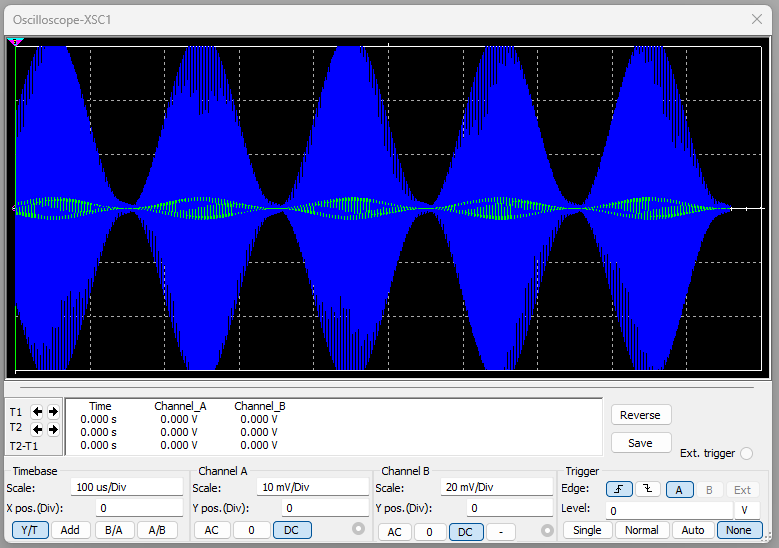 Oscilloscope-XSC1
T1
T2
T2-T1
Time Channel_A Channel_B
0.000 s 0.000 V 0.000 V
0.000 s 0.000 V 0.000 V
0.000 s 0.000 V 0.000 V
Reverse
Save
Ext. trigger
Timebase
Scale: 100 us/Div
X pos.(Div): 0
Y/T Add B/A A/B
Channel A
Scale: 10 mV/Div
Y pos.(Div): 0
AC 0 DC
Channel B
Scale: 20 mV/Div
Y pos.(Div): 0
AC 0 DC -
Trigger
Edge: A B Ext
Level: 0 V
Single Normal Auto None